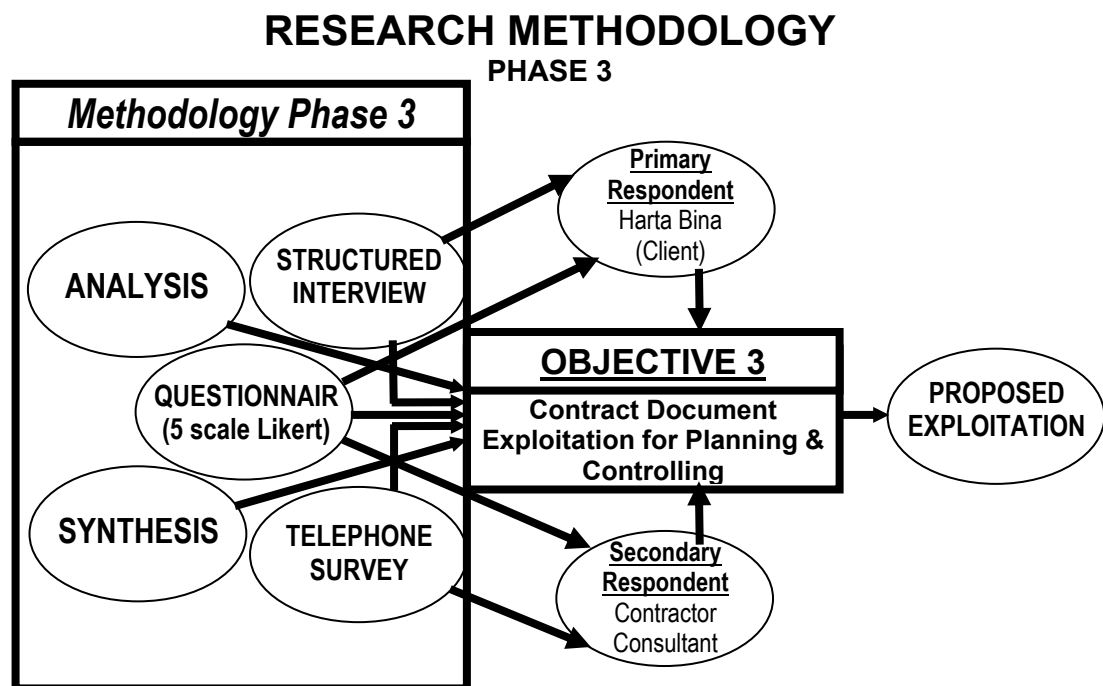 RESEARCH METHODOLOGY
PHASE 3
Methodology Phase 3
ANALYSIS
STRUCTURED
INTERVIEW
QUESTIONNAIR
(5 scale Likert)
SYNTHESIS
TELEPHONE
SURVEY
Primary
Respondent
Harta Bina
(Client)
OBJECTIVE 3
Contract Document
Exploitation for Planning &
Controlling
Secondary
Respondent
Contractor
Consultant
PROPOSED
EXPLOITATION